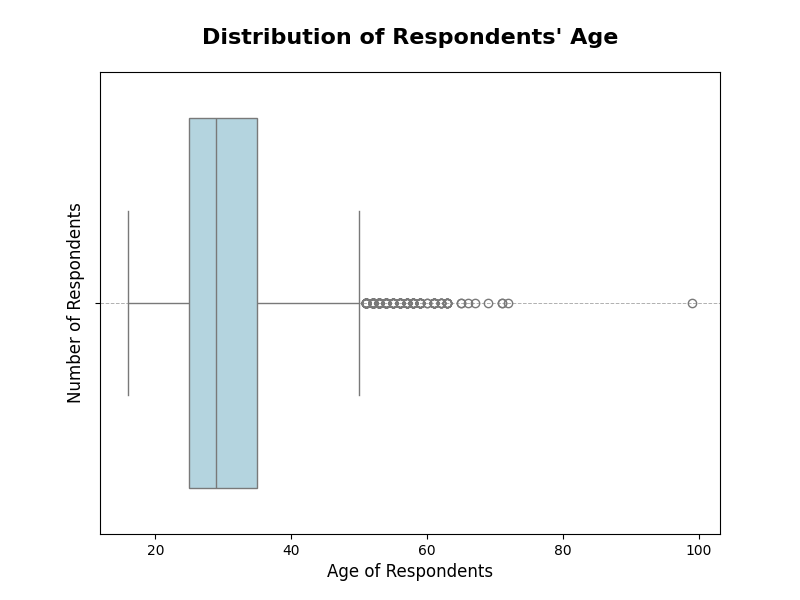 Distribution of Respondents' Age
Number of Respondents
20 40 60 80 100
Age of Respondents